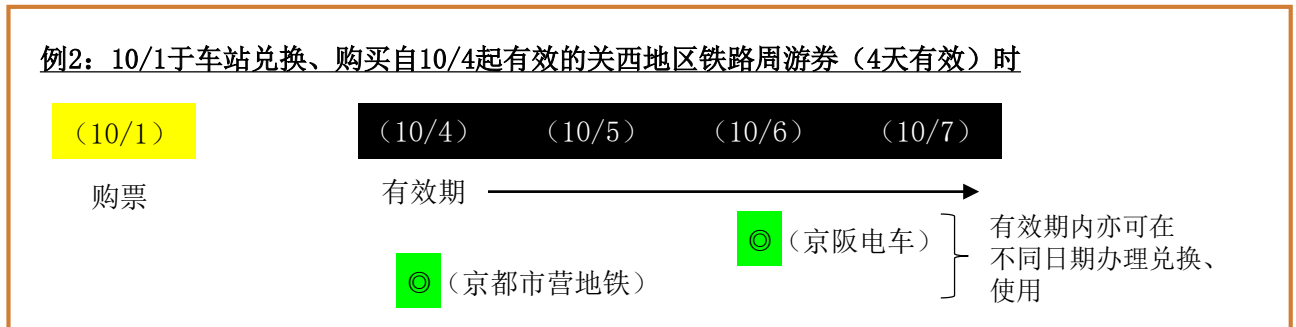 例2：10/1于车站兑换、购买自10/4起有效的关西地区铁路周游券（4天有效）时
（10/1） （10/4） （10/5） （10/6） （10/7）
购票 有效期
◎（京阪电车）
◎（京都市营地铁）
有效期内亦可在
不同日期办理兑换、
使用